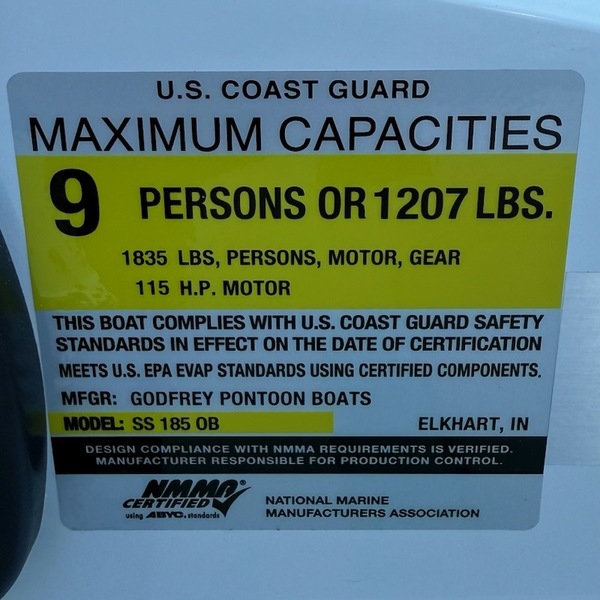 U.S. COAST GUARD
MAXIMUM CAPACITIES
9 PERSONS OR 1207 LBS.
1835 LBS, PERSONS, MOTOR, GEAR
115 H.P. MOTOR
THIS BOAT COMPLIES WITH U.S. COAST GUARD SAFETY
STANDARDS IN EFFECT ON THE DATE OF CERTIFICATION
MEETS U.S. EPA EVAP STANDARDS USING CERTIFIED COMPONENTS.
MFGR: GODFREY PONTOON BOATS
MODEL: SS 185 OB ELKHART, IN
DESIGN COMPLIANCE WITH NMMA REQUIREMENTS IS VERIFIED.
MANUFACTURER RESPONSIBLE FOR PRODUCTION CONTROL.
NMMA®
CERTIFIED
using ABYC. standards
NATIONAL MARINE
MANUFACTURERS ASSOCIATION